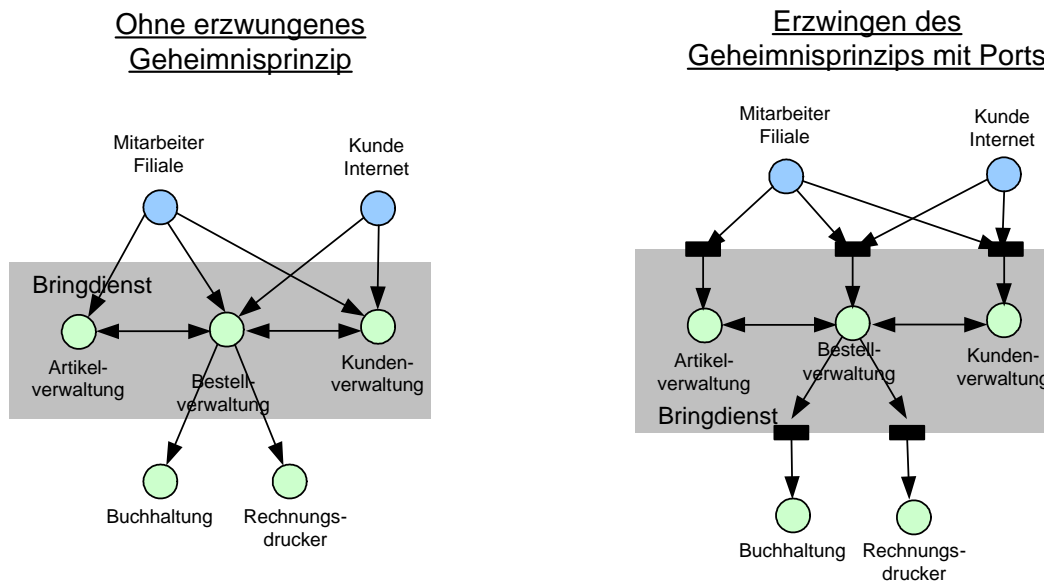 Ohne erzwungenes
Geheimnisprinzip
Mitarbeiter
Filiale
Kunde
Internet
Bringdienst
Artikel-
verwaltung
Bestell-
verwaltung
Kunden-
verwaltung
Buchhaltung
Rechnungs-
drucker
Erzwingen des
Geheimnisprinzips mit Ports
Mitarbeiter
Filiale
Kunde
Internet
Artikel-
verwaltung
Bestell-
verwaltung
Kunden-
verwaltung
Bringdienst
Buchhaltung
Rechnungs-
drucker